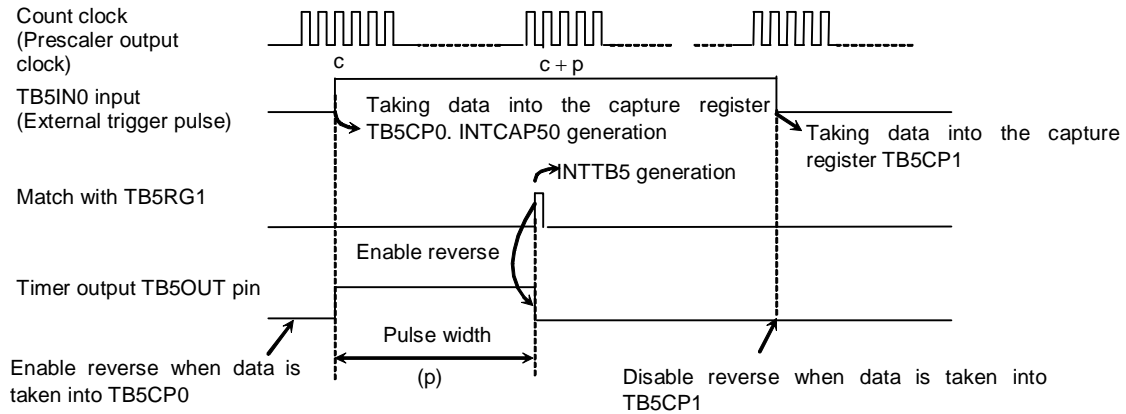 Count clock
(Prescaler output
clock)
c
c + p
TB5IN0 input
(External trigger pulse)
Taking data into the capture register
TB5CP0. INTCAP50 generation
Taking data into the capture
register TB5CP1
INTTB5 generation
Match with TB5RG1
Enable reverse
Timer output TB5OUT pin
Pulse width
(p)
Enable reverse when data is
taken into TB5CP0
Disable reverse when data is taken into
TB5CP1